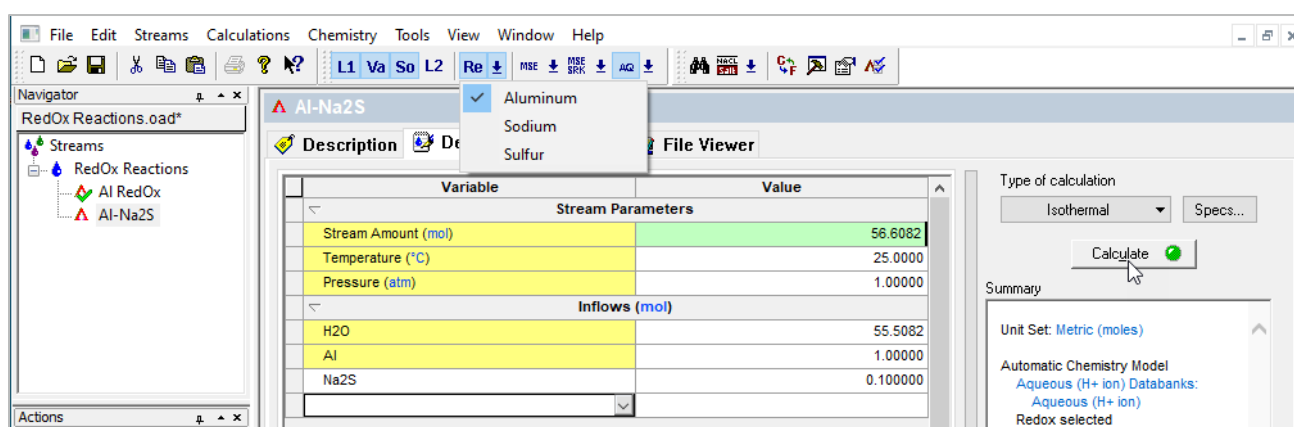 File Edit Streams Calculations Chemistry Tools View Window Help
L1 Va So L2 Re MSE MSE SRK AQ
Navigator
RedOx Reactions.oad*
Streams
RedOx Reactions
Al RedOx
Al-Na2S
Actions
Al-Na2S
Aluminum
Sodium
Sulfur
Description De File Viewer
Variable Value
Stream Parameters
Stream Amount (mol) 56.6082
Temperature (°C) 25.0000
Pressure (atm) 1.00000
Inflows (mol)
H2O 55.5082
Al 1.00000
Na2S 0.100000
Type of calculation
Isothermal Specs...
Calculate
Summary
Unit Set: Metric (moles)
Automatic Chemistry Model
Aqueous (H+ ion) Databanks:
Aqueous (H+ ion)
Redox selected